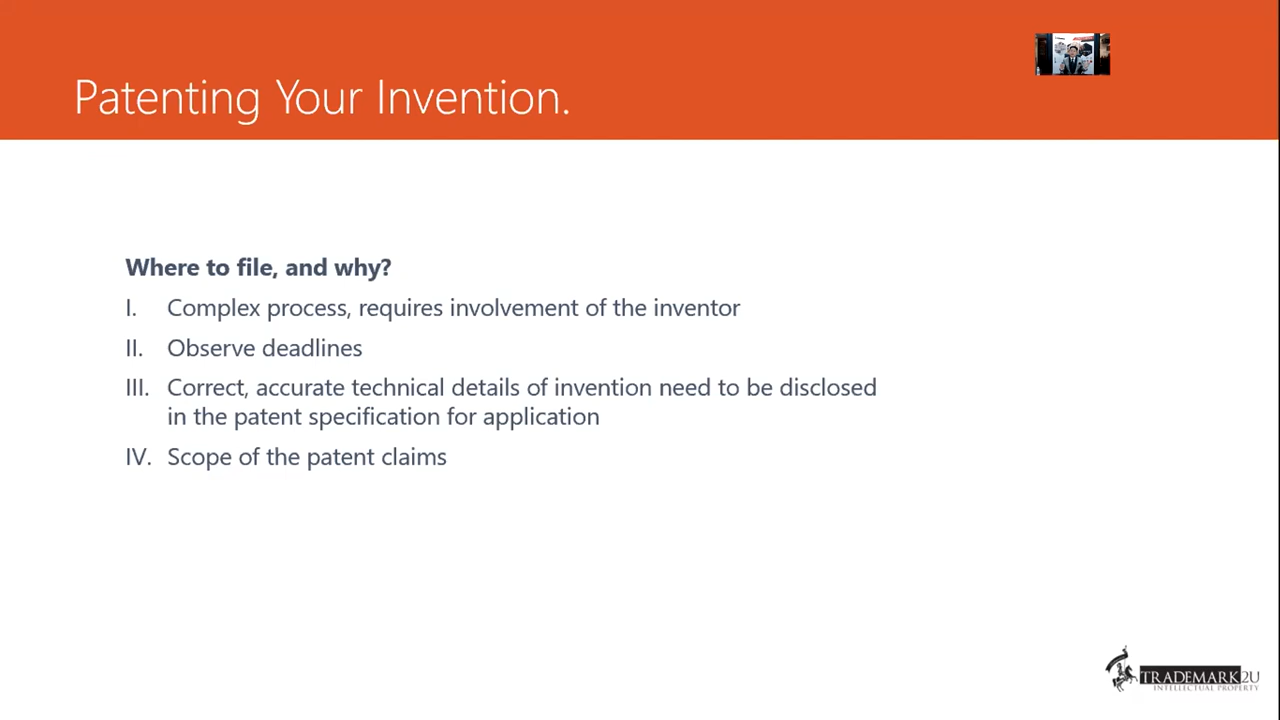 Patenting Your Invention.
Where to file, and why?
I. Complex process, requires involvement of the inventor
II. Observe deadlines
III. Correct, accurate technical details of invention need to be disclosed
in the patent specification for application
IV. Scope of the patent claims
TRADEMARK2U
INTELLECTUAL PROPERTY